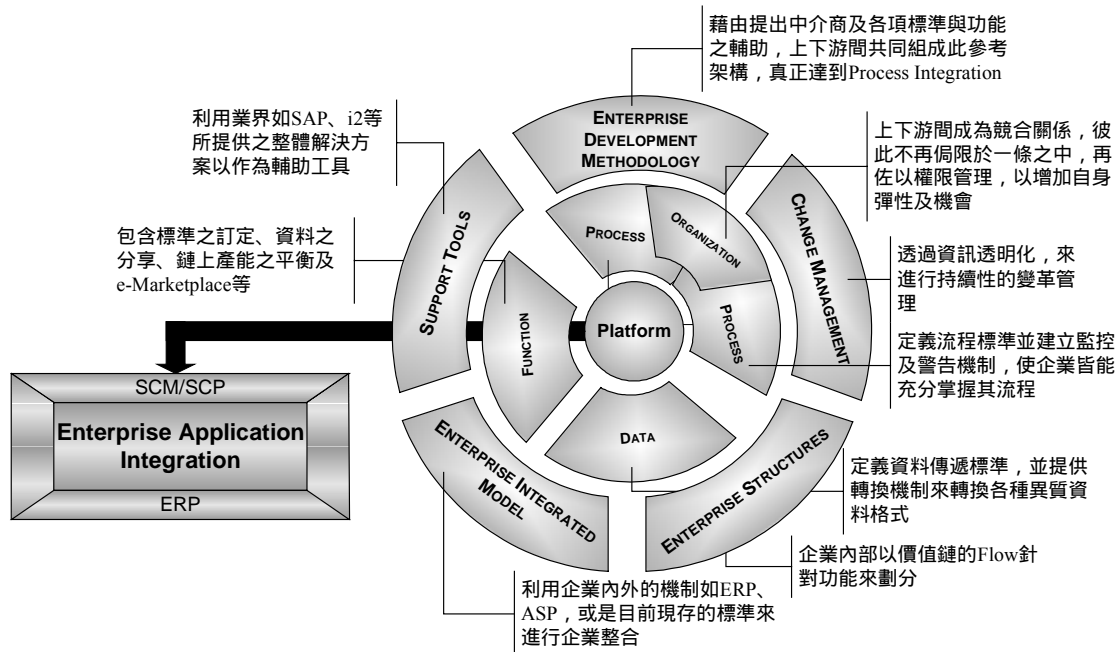 藉由提出中介商及各項標準與功能
之輔助，上下游間共同組成此參考
架構，真正達到Process Integration
利用業界如SAP、i2等
所提供之整體解決方
案以作為輔助工具
ENTERPRISE
DEVELOPMENT
METHODOLOGY
上下游間成為競合關係，彼
此不再侷限於一條之中，再
佐以權限管理，以增加自身
彈性及機會
包含標準之訂定、資料之
分享、鏈上產能之平衡及
e-Marketplace等
SUPPORT TOOLS
PROCESS
ORGANIZATION
CHANGE MANAGEMENT
透過資訊透明化，來
進行持續性的變革管
理
FUNCTION
Platform
PROCESS
定義流程標準並建立監控
及警告機制，使企業皆能
充分掌握其流程
SCM/SCP
Enterprise Application
Integration
ERP
DATA
ENTERPRISE INTEGRATED
MODEL
ENTERPRISE STRUCTURES
定義資料傳遞標準，並提供
轉換機制來轉換各種異質資
料格式
企業內部以價值鏈的Flow針
對功能來劃分
利用企業內外的機制如ERP、
ASP，或是目前現存的標準來
進行企業整合